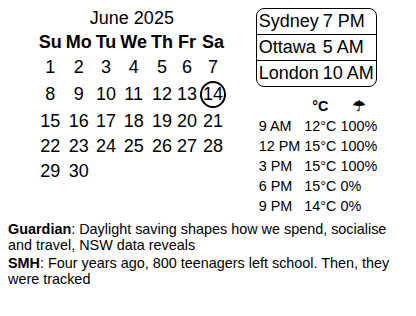 June 2025
Su Mo Tu We Th Fr Sa
1 2 3 4 5 6 7
8 9 10 11 12 13 14
15 16 17 18 19 20 21
22 23 24 25 26 27 28
29 30
Sydney 7 PM
Ottawa 5 AM
London 10 AM
°C ☂
9 AM 12°C 100%
12 PM 15°C 100%
3 PM 15°C 100%
6 PM 15°C 0%
9 PM 14°C 0%
Guardian: Daylight saving shapes how we spend, socialise
and travel, NSW data reveals
SMH: Four years ago, 800 teenagers left school. Then, they
were tracked